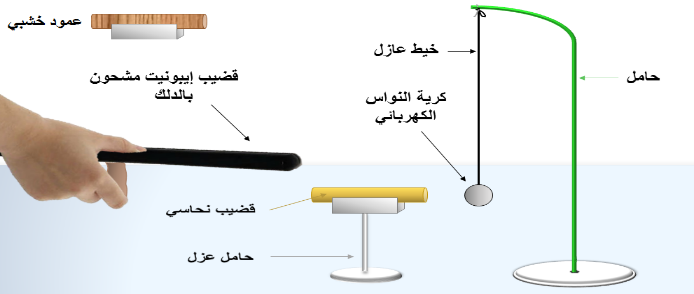 عمود خشبي
قضيب إيبونيت مشحون
بالدلك
خيط عازل
حامل
كرية النواس
الكهربائي
قضيب نحاسي
حامل عزل